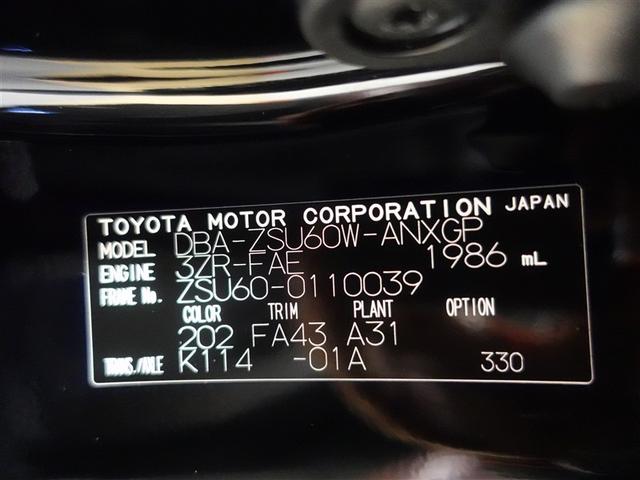 TOYOTA MOTOR CORPORATION JAPAN
MODEL DBA-ZSU60W-ANXGP
ENGINE 3ZR-FAE 1986 mL
FRAME No. ZSU60-0110039
COLOR TRIM PLANT OPTION
202 FA43 A31
TRANS./AXLE K114 -01A 330